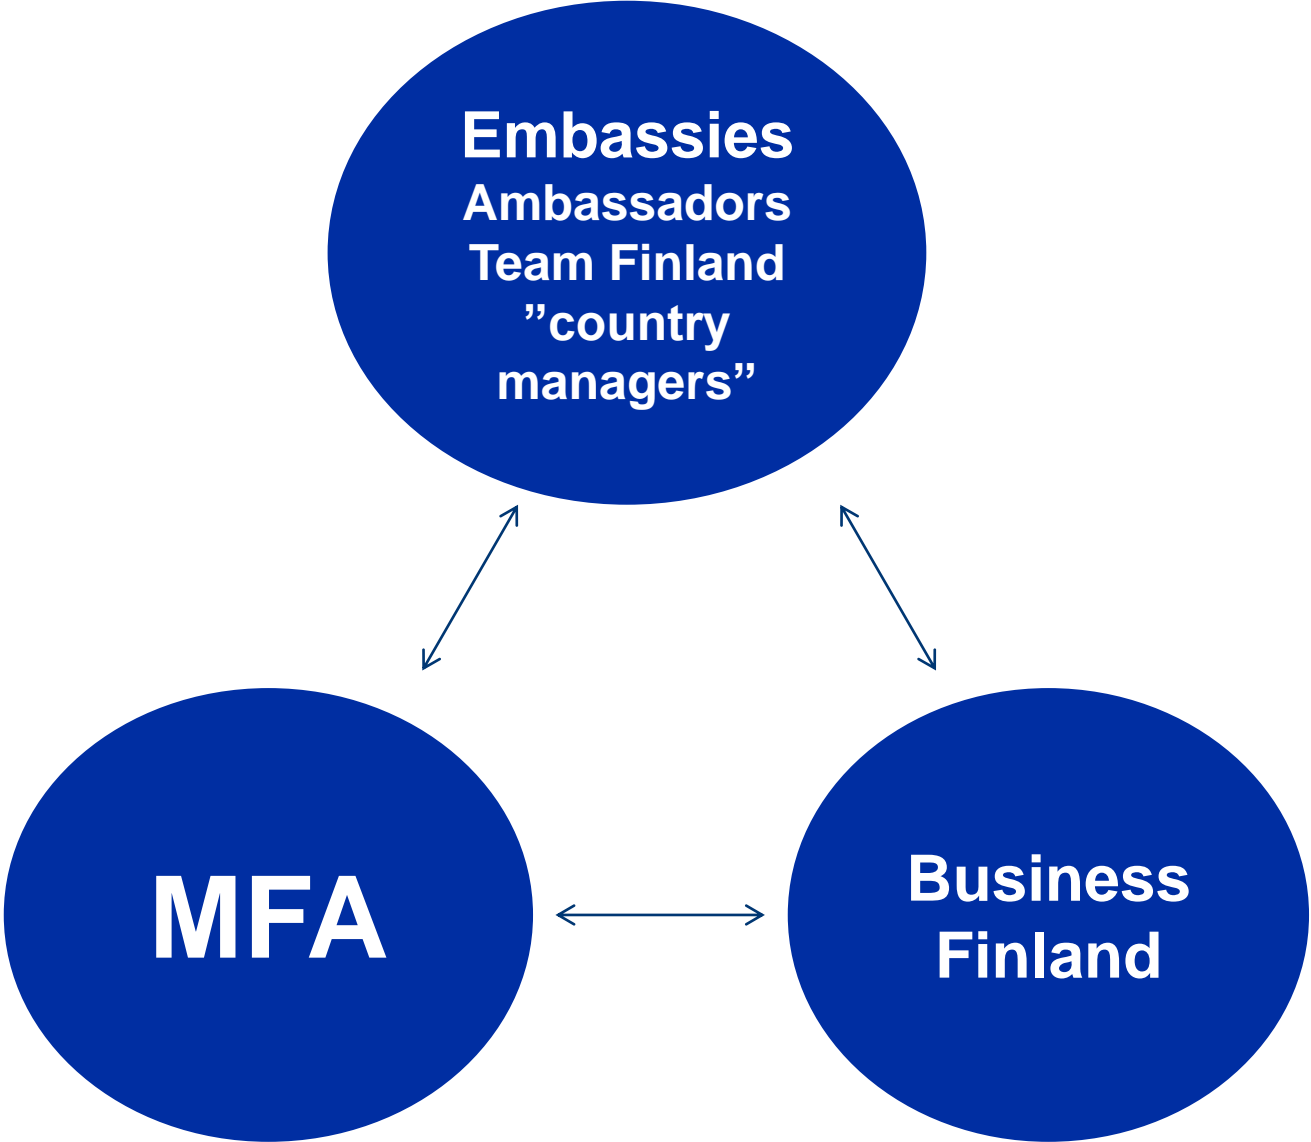 Embassies
Ambassadors
Team Finland
”country
managers”
MFA
Business
Finland